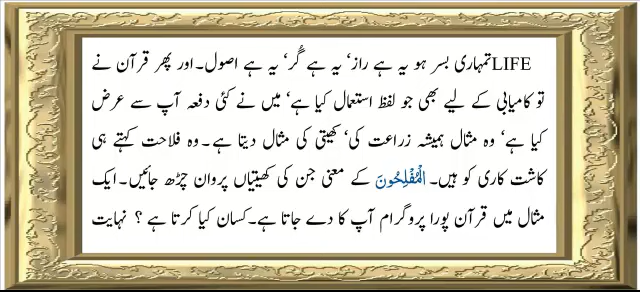 LIFEتمہاری بسر ہو یہ ہے راز‘ یہ ہے گُر‘ یہ ہے اصول۔اور پھر قرآن نے
تو کامیابی کے لیے بھی جو لفظ استعمال کیا ہے‘ میں نے کئی دفعہ آپ سے عرض
کیا ہے‘ وہ مثال ہمیشہ زراعت کی‘ کھیتی کی مثال دیتا ہے۔وہ فلاحت کہتے ہی
کاشت کاری کو ہیں۔ الْمُفْلِحُونَ کے معنی جن کی کھیتیاں پروان چڑھ جائیں۔ایک
مثال میں قرآن پورا پروگرام آپ کا دے جاتا ہے۔کسان کیا کرتا ہے ؟ نہایت